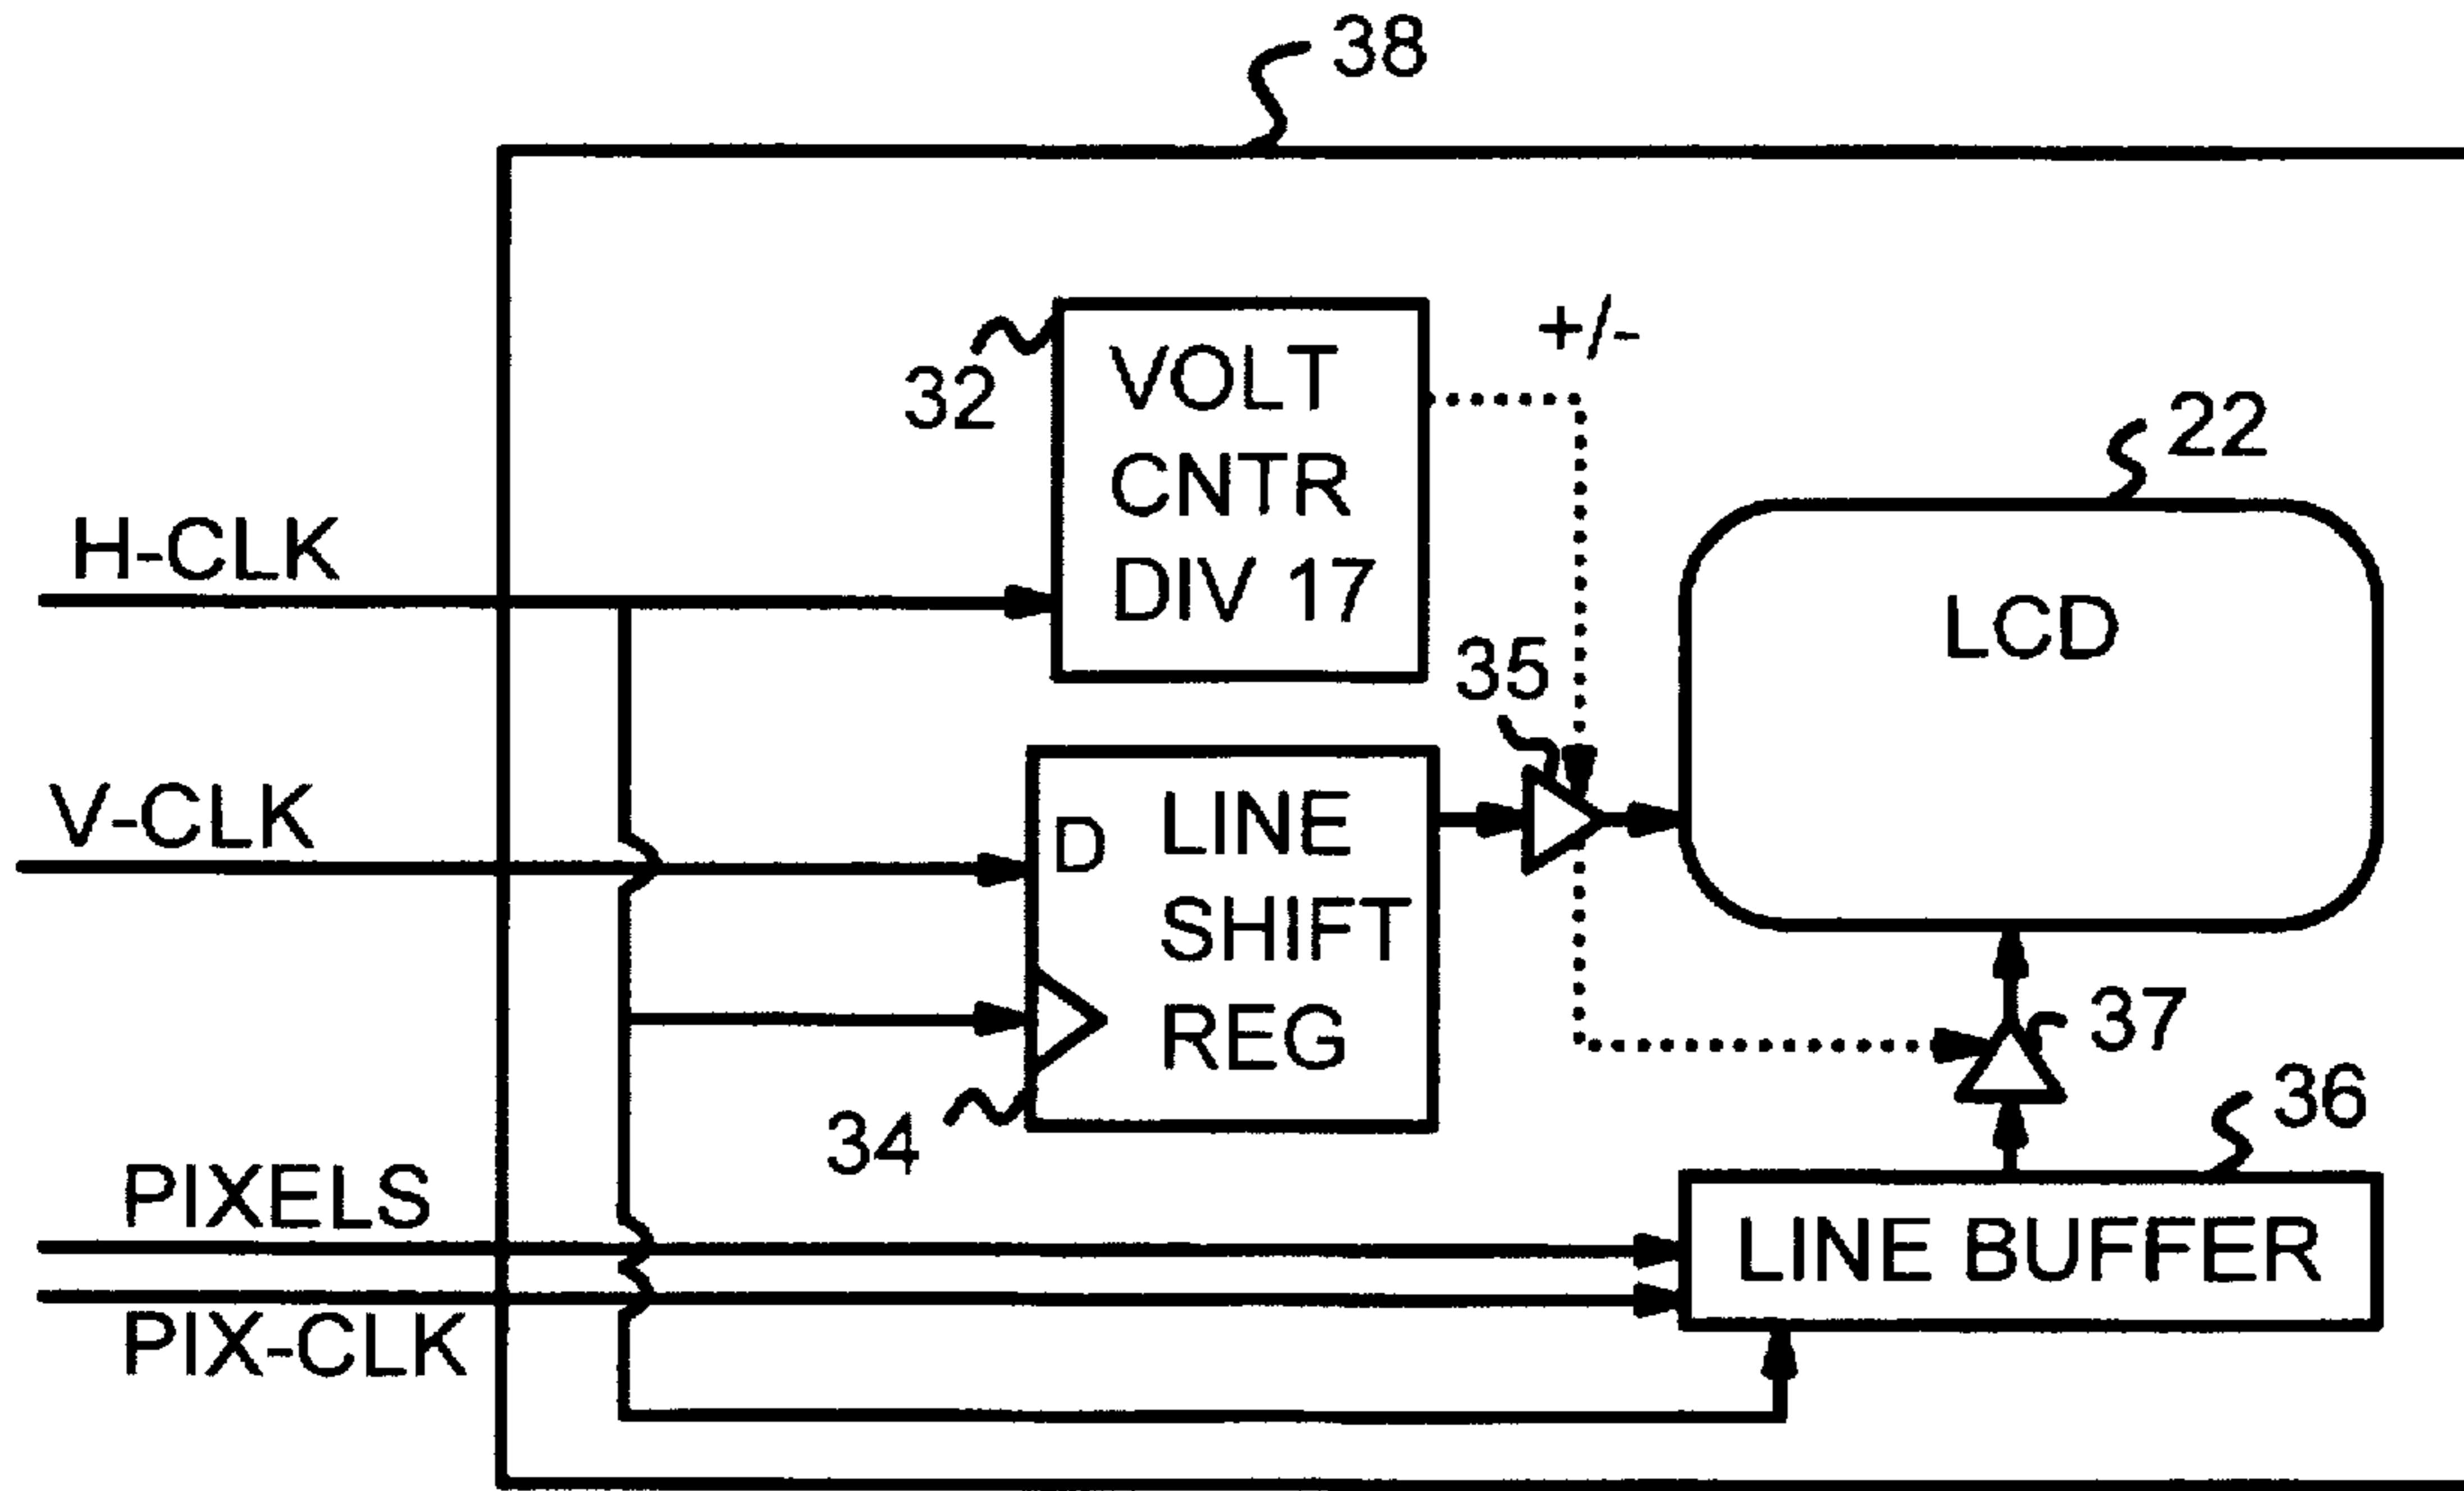 38
VOLT
CNTR
DIV 17
32
+/-
22
LCD
H-CLK
35
V-CLK
D
LINE
SHIFT
REG
34
37
36
PIXELS
LINE BUFFER
PIX-CLK